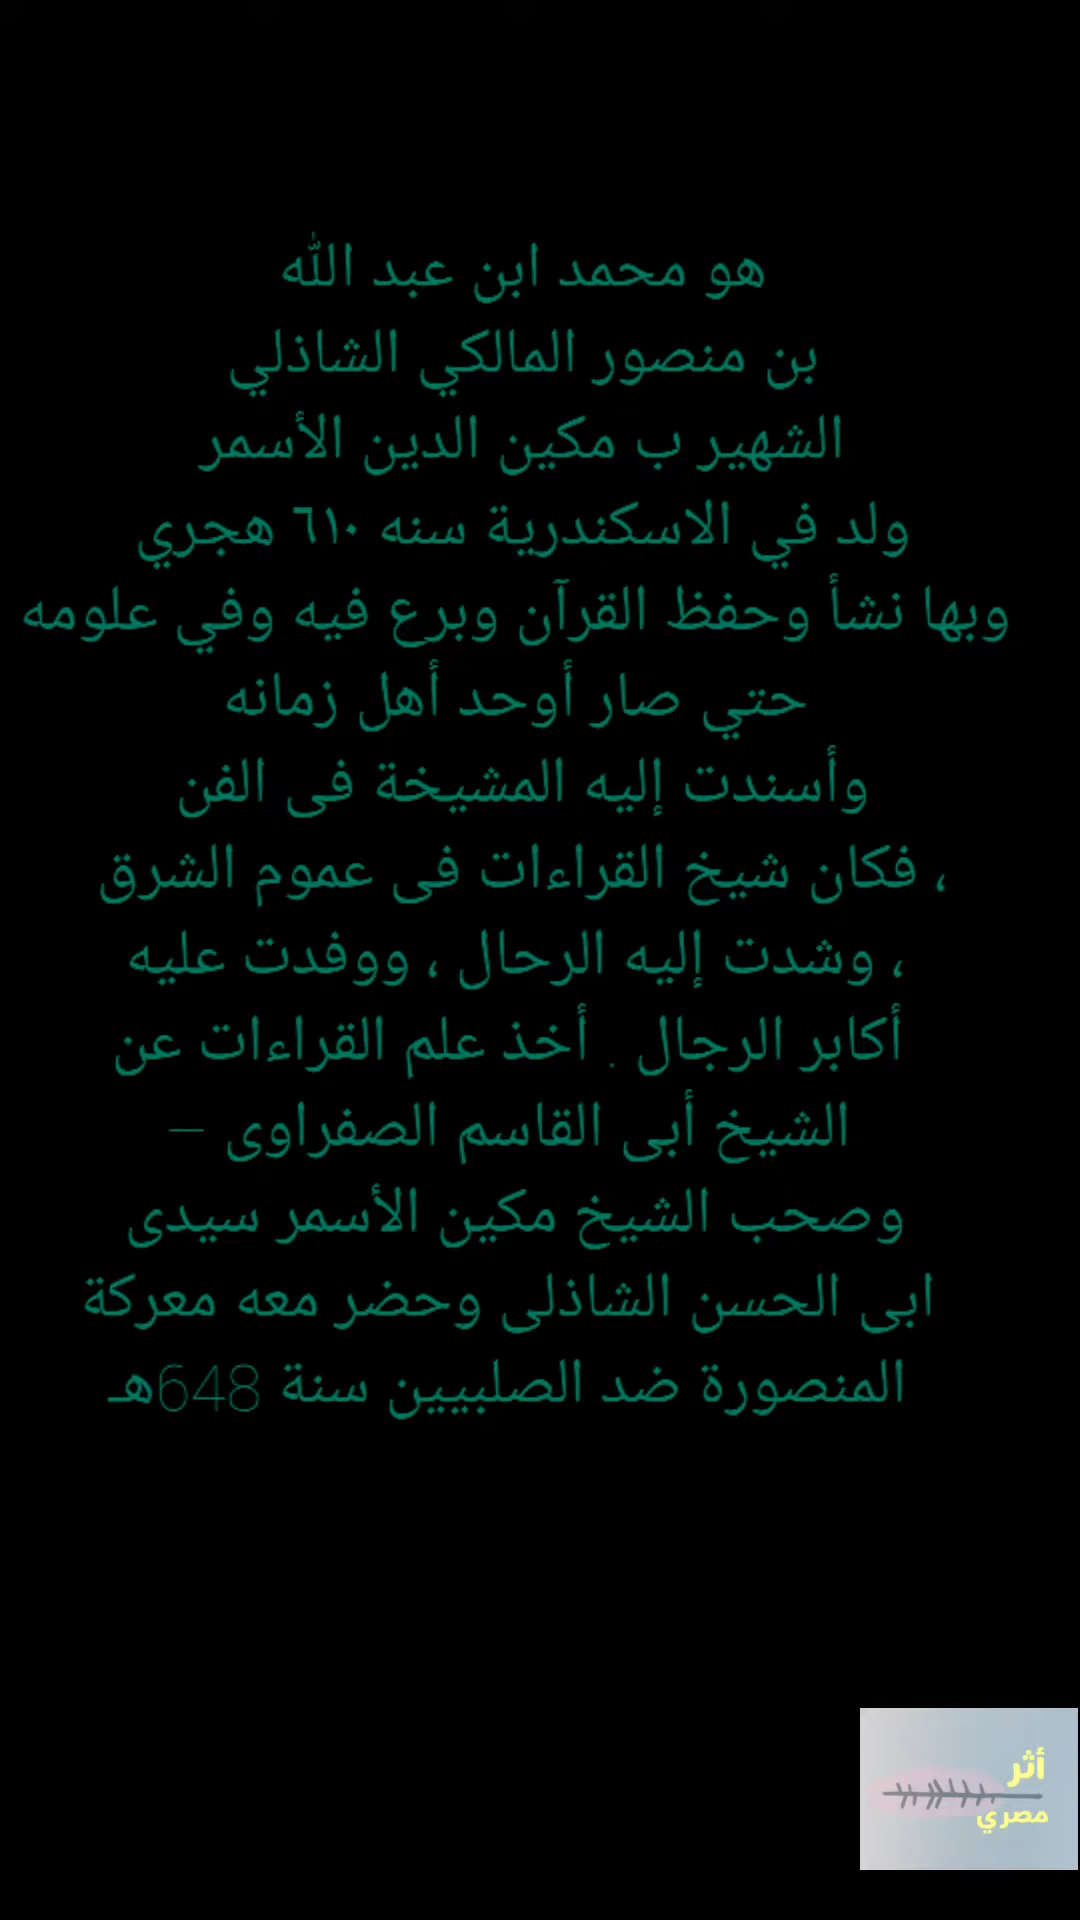 هو محمد ابن عبد الله
بن منصور المالكي الشاذلي
الشهير ب مكين الدين الأسمر
ولد في الاسكندرية سنه ٦١٠ هجري
وبها نشأ وحفظ القرآن وبرع فيه وفي علومه
حتي صار أوحد أهل زمانه
وأسندت إليه المشيخة فى الفن
، فكان شيخ القراءات فى عموم الشرق
، وشدت إليه الرحال ، ووفدت عليه
أكابر الرجال . أخذ علم القراءات عن
الشيخ أبى القاسم الصفراوى –
وصحب الشيخ مكين الأسمر سيدى
ابى الحسن الشاذلى وحضر معه معركة
المنصورة ضد الصلبيين سنة 648هـ
أثر
مصري